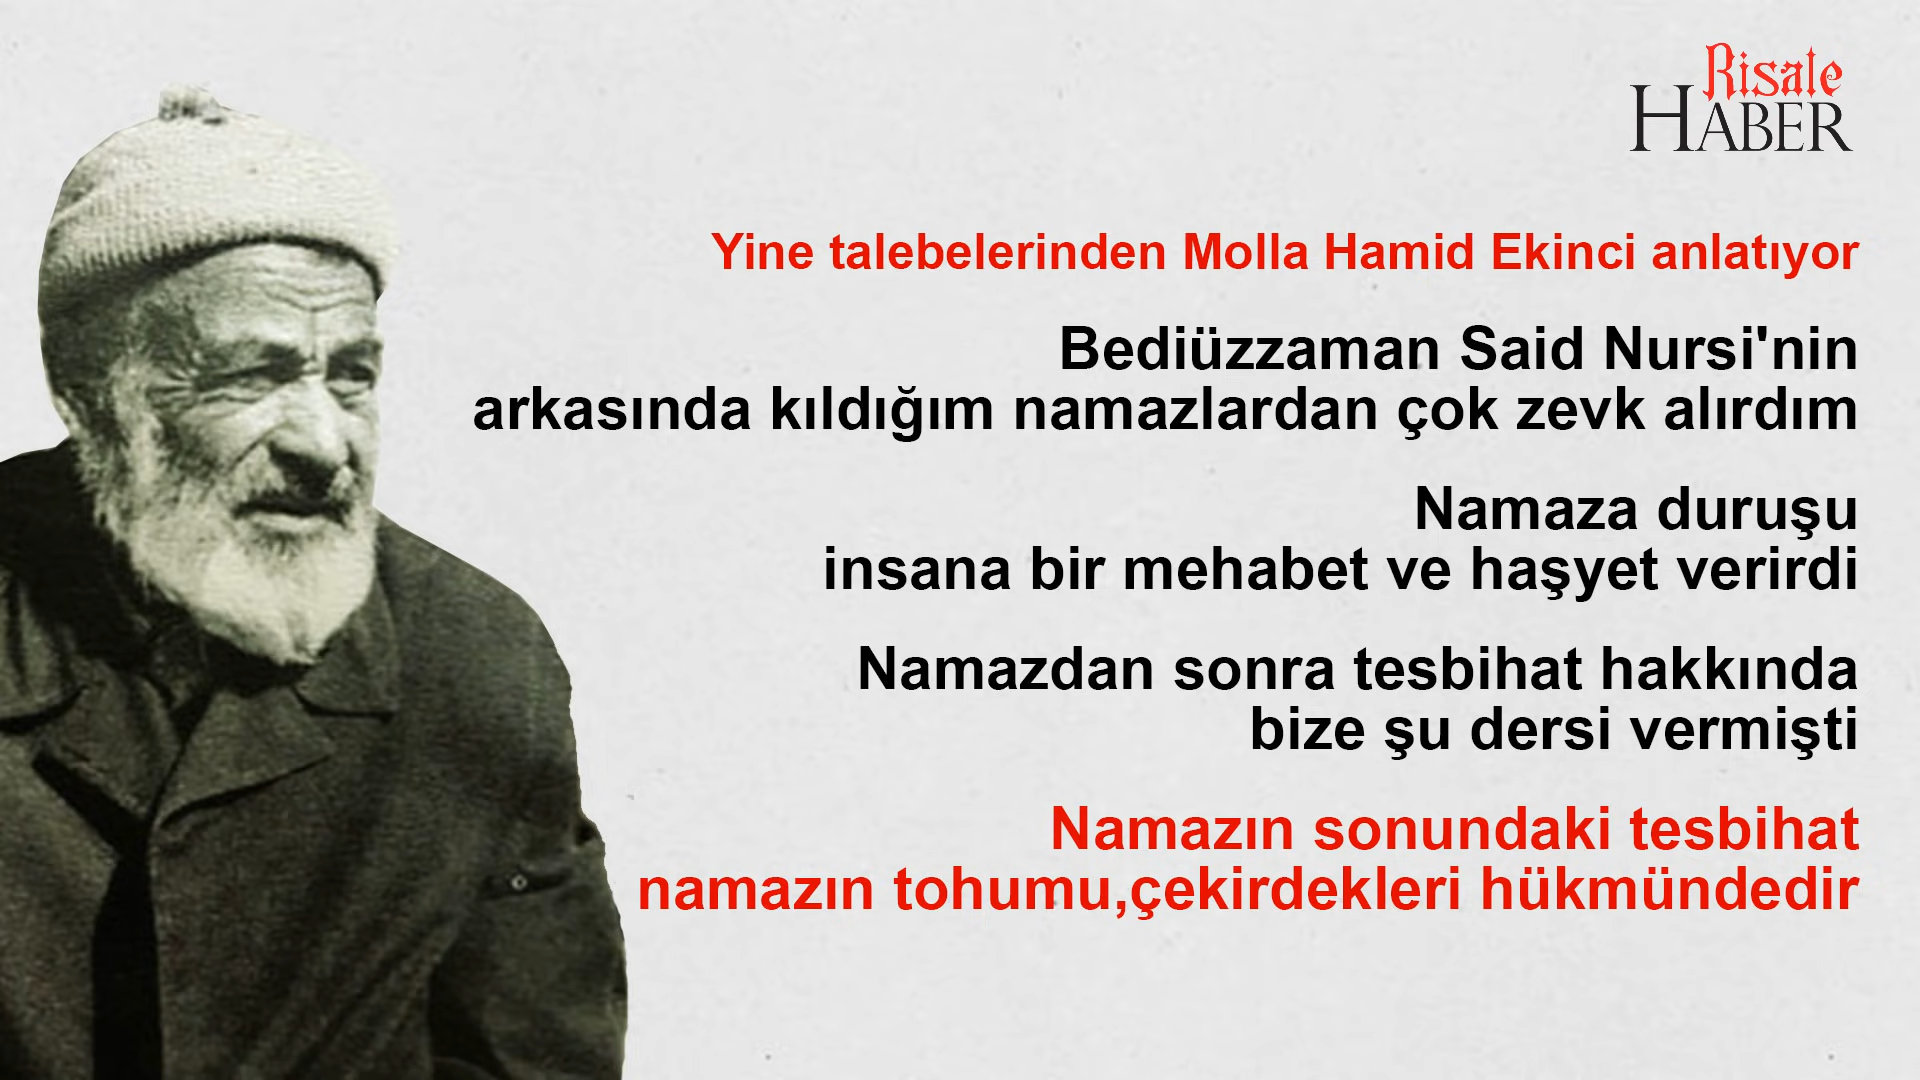 Risale
HABER
Yine talebelerinden Molla Hamid Ekinci anlatıyor
Bediüzzaman Said Nursi'nin
arkasında kıldığım namazlardan çok zevk alırdım
Namaza duruşu
insana bir mehabet ve haşyet verirdi
Namazdan sonra tesbihat hakkında
bize şu dersi vermişti
Namazın sonundaki tesbihat
namazın tohumu,çekirdekleri hükmündedir